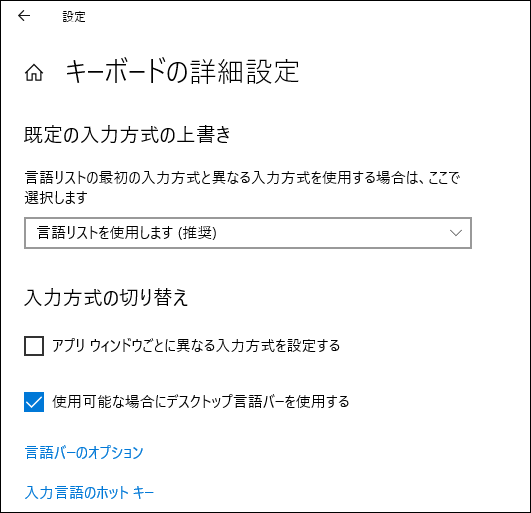 設定
キーボードの詳細設定
既定の入力方式の上書き
言語リストの最初の入力方式と異なる入力方式を使用する場合は、ここで
選択します
言語リストを使用します (推奨)
入力方式の切り替え
アプリ ウィンドウごとに異なる入力方式を設定する
使用可能な場合にデスクトップ言語バーを使用する
言語バーのオプション
入力言語のホット キー